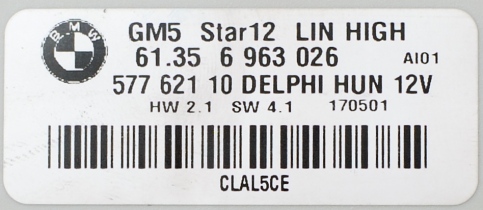 BMW
GM5 Star12 LIN HIGH
61.35 6 963 026 AI01
577 621 10 DELPHI HUN 12V
HW 2.1 SW 4.1 170501
CLAL5CE